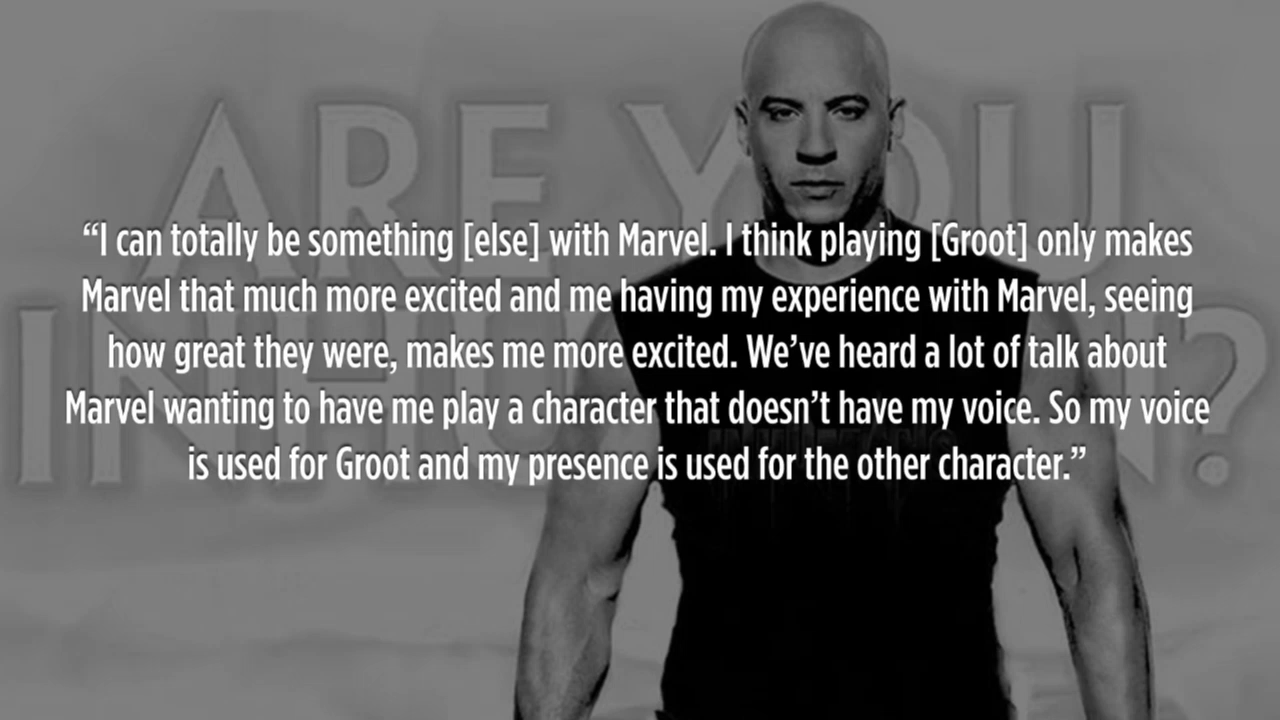 ARE YOU
INHUMAN?
“I can totally be something [else] with Marvel. I think playing [Groot] only makes
Marvel that much more excited and me having my experience with Marvel, seeing
how great they were, makes me more excited. We’ve heard a lot of talk about
Marvel wanting to have me play a character that doesn’t have my voice. So my voice
is used for Groot and my presence is used for the other character.”